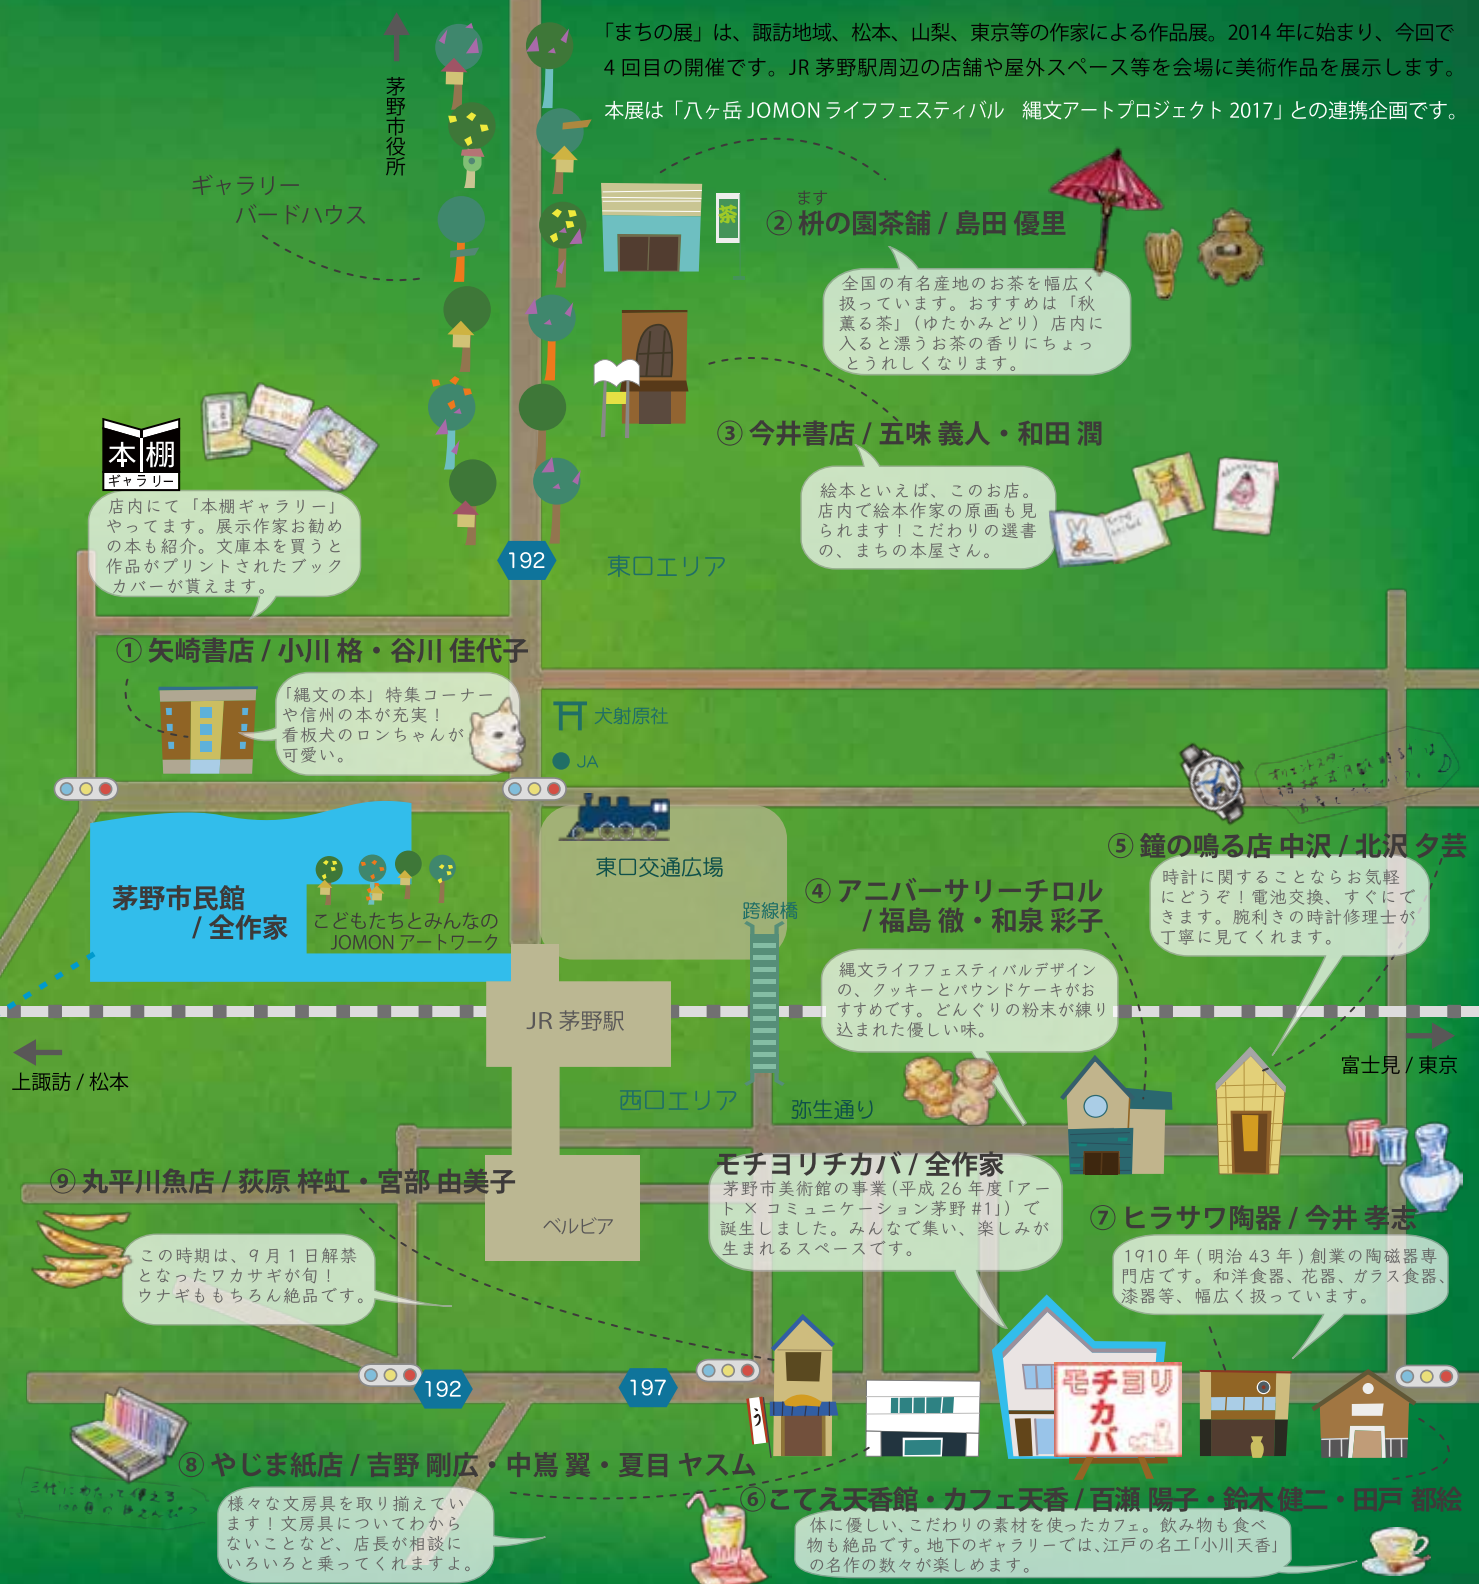 「まちの展」は、諏訪地域、松本、山梨、東京等の作家による作品展。2014 年に始まり、今回で
4 回目の開催です。JR 茅野駅周辺の店舗や屋外スペース等を会場に美術作品を展示します。
本展は「八ヶ岳 JOMON ライフフェスティバル　縄文アートプロジェクト 2017」との連携企画です。
茅野市役所
ギャラリー
バードハウス
茶
ます
② 枡の園茶舗 / 島田 優里
全国の有名産地のお茶を幅広く
扱っています。おすすめは「秋
薫る茶」（ゆたかみどり）店内に
入ると漂うお茶の香りにちょっ
とうれしくなります。
③ 今井書店 / 五味 義人・和田 潤
絵本といえば、このお店。
店内で絵本作家の原画も見
られます！こだわりの選書
の、まちの本屋さん。
本棚
ギャラリー
店内にて「本棚ギャラリー」
やってます。展示作家お勧め
の本も紹介。文庫本を買うと
作品がプリントされたブック
カバーが貰えます。
192
東口エリア
① 矢崎書店 / 小川 格・谷川 佳代子
「縄文の本」特集コーナー
や信州の本が充実！
看板犬のロンちゃんが
可愛い。
犬射原社
JA
オリエントスター
⑤ 鐘の鳴る店 中沢 / 北沢 夕芸
時計に関することならお気軽
にどうぞ！電池交換、すぐにで
きます。腕利きの時計修理士が
丁寧に見てくれます。
東口交通広場
跨線橋
④ アニバーサリーチロル
/ 福島 徹・和泉 彩子
縄文ライフフェスティバルデザイン
の、クッキーとパウンドケーキがお
すすめです。どんぐりの粉末が練り
込まれた優しい味。
茅野市民館
/ 全作家
こどもたちとみんなの
JOMON アートワーク
JR 茅野駅
上諏訪 / 松本
富士見 / 東京
西口エリア
弥生通り
⑨ 丸平川魚店 / 荻原 梓虹・宮部 由美子
この時期は、９月１日解禁
となったワカサギが旬！
ウナギももちろん絶品です。
ベルビア
モチヨリチカバ / 全作家
茅野市美術館の事業（平成 26 年度「アー
ト × コミュニケーション茅野 #1」）で
誕生しました。みんなで集い、楽しみが
生まれるスペースです。
⑦ ヒラサワ陶器 / 今井 孝志
1910 年 ( 明治 43 年 ) 創業の陶磁器専
門店です。和洋食器、花器、ガラス食器、
漆器等、幅広く扱っています。
192
197
う
モチヨリ
カ
バ
⑧ やじま紙店 / 吉野 剛広・中嶌 翼・夏目 ヤスム
三代にわたって使える
様々な文房具を取り揃えてい
ます！文房具についてわから
ないことなど、店長が相談に
いろいろと乗ってくれますよ。
⑥こてえ天香館・カフェ天香 / 百瀬 陽子・鈴木 健二・田戸 都絵
体に優しい、こだわりの素材を使ったカフェ。飲み物も食べ
物も絶品です。地下のギャラリーでは、江戸の名工「小川天香」
の名作の数々が楽しめます。